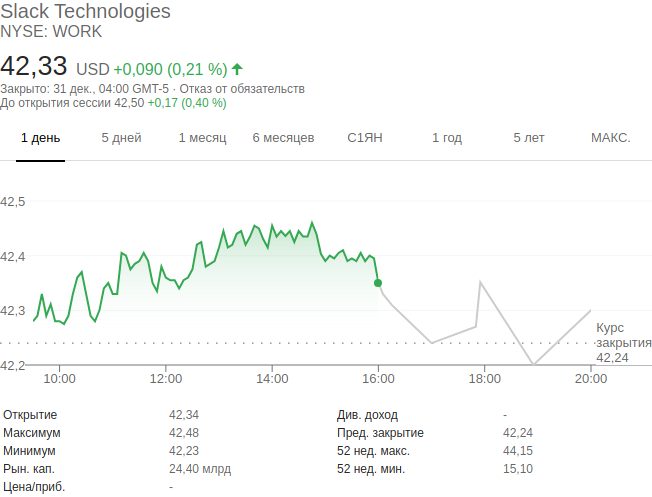 Slack Technologies
NYSE: WORK
42,33 USD +0,090 (0,21 %)
Закрыто: 31 дек., 04:00 GMT-5 · Отказ от обязательств
До открытия сессии 42,50 +0,17 (0,40 %)
1 день 5 дней 1 месяц 6 месяцев С1ЯН 1 год 5 лет МАКС.
42,5
42,4
42,3
Курс
закрытия
42,24
42,2
10:00 12:00 14:00 16:00 18:00 20:00
Открытие 42,34 Див. доход -
Максимум 42,48 Пред. закрытие 42,24
Минимум 42,23 52 нед. макс. 44,15
Рын. кап. 24,40 млрд 52 нед. мин. 15,10
Цена/приб. -